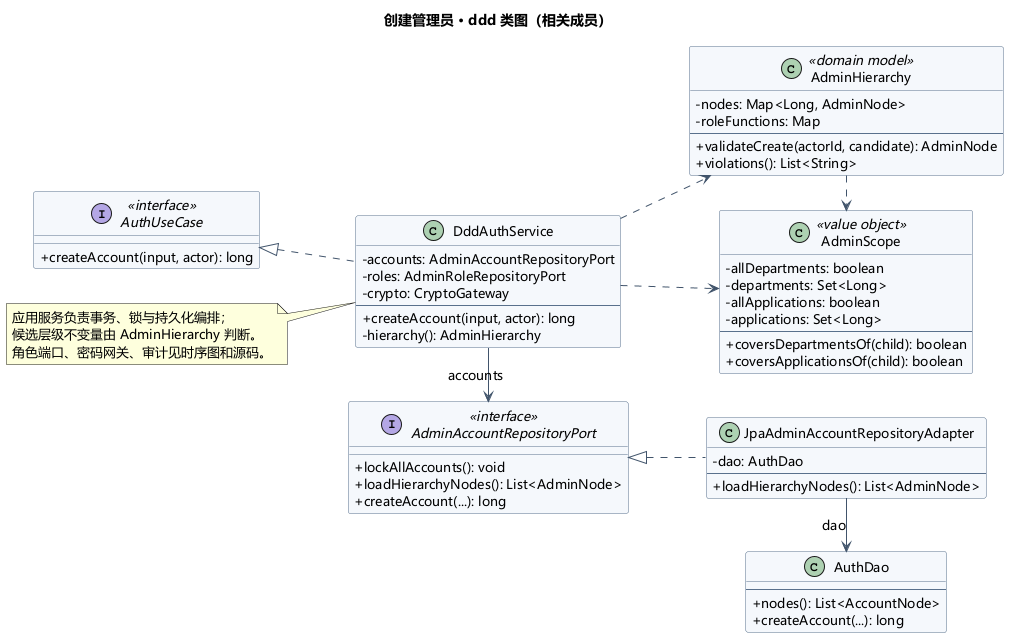 创建管理员 · ddd 类图（相关成员）
«domain model»
C
AdminHierarchy
-nodes: Map<Long, AdminNode>
-roleFunctions: Map
+validateCreate(actorId, candidate): AdminNode
+violations(): List<String>
«interface»
I
AuthUseCase
+createAccount(input, actor): long
C DddAuthService
-accounts: AdminAccountRepositoryPort
-roles: AdminRoleRepositoryPort
-crypto: CryptoGateway
+createAccount(input, actor): long
-hierarchy(): AdminHierarchy
«value object»
C
AdminScope
-allDepartments: boolean
-departments: Set<Long>
-allApplications: boolean
-applications: Set<Long>
+coversDepartmentsOf(child): boolean
+coversApplicationsOf(child): boolean
应用服务负责事务、锁与持久化编排；
候选层级不变量由 AdminHierarchy 判断。
角色端口、密码网关、审计见时序图和源码。
accounts
«interface»
I
AdminAccountRepositoryPort
+lockAllAccounts(): void
+loadHierarchyNodes(): List<AdminNode>
+createAccount(...): long
C JpaAdminAccountRepositoryAdapter
-dao: AuthDao
+loadHierarchyNodes(): List<AdminNode>
dao
C AuthDao
+nodes(): List<AccountNode>
+createAccount(...): long